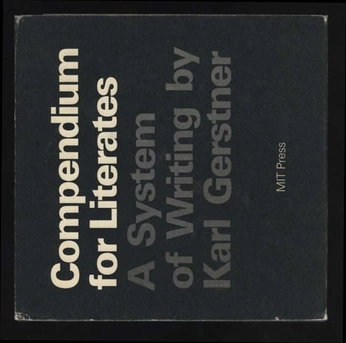 Compendium
for Literates
A System
of Writing by
Karl Gerstner
MIT Press